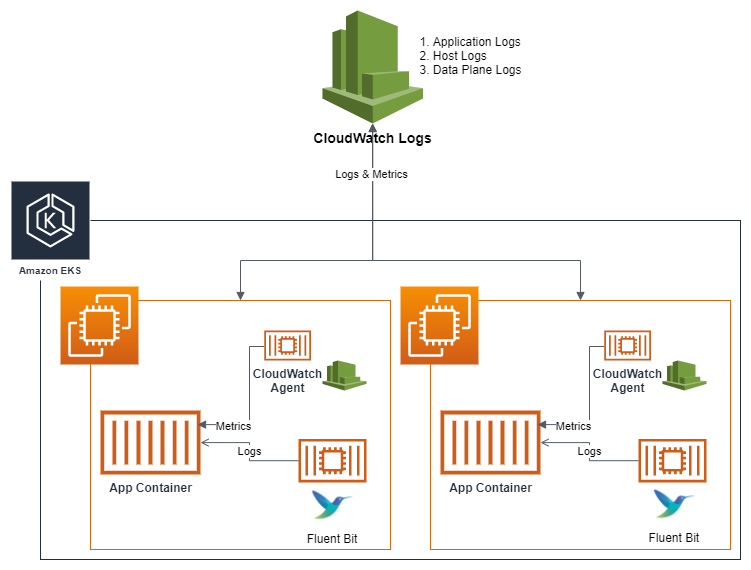 1. Application Logs
2. Host Logs
3. Data Plane Logs
CloudWatch Logs
Logs & Metrics
K
Amazon EKS
CloudWatch
Agent
Metrics
Logs
App Container
Fluent Bit
CloudWatch
Agent
Metrics
Logs
App Container
Fluent Bit